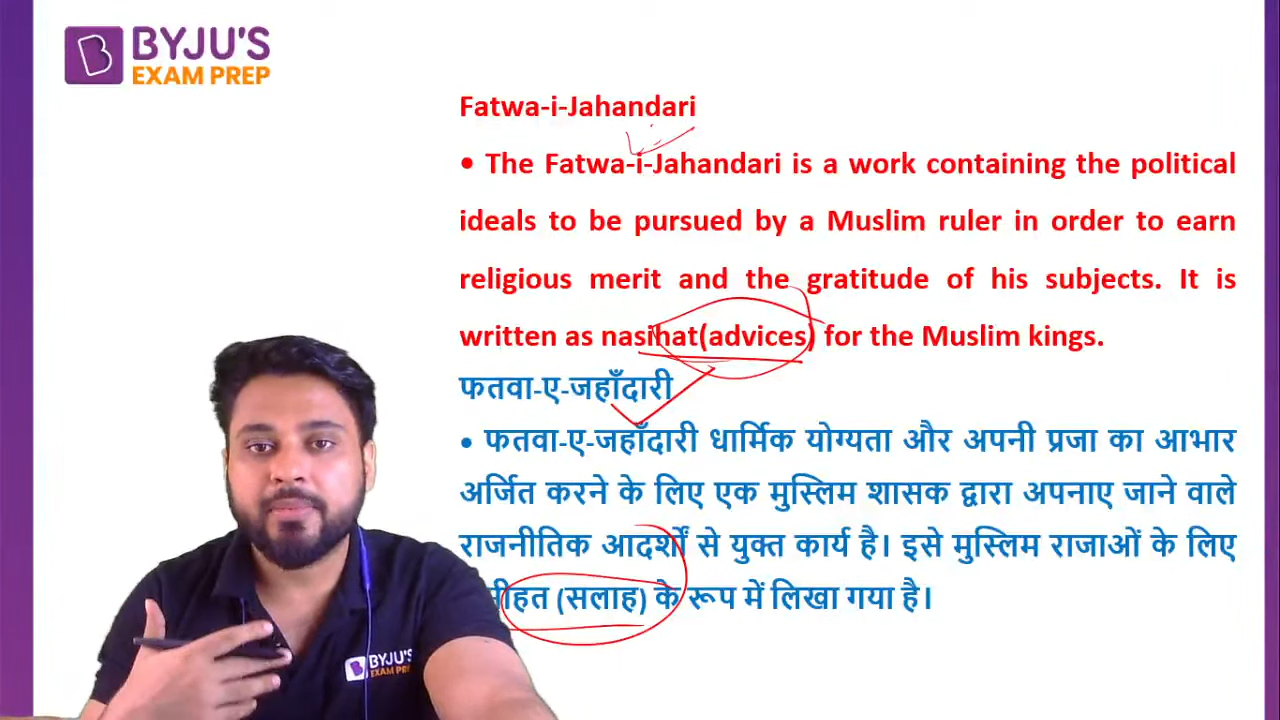 BYJU'S
EXAM PREP
Fatwa-i-Jahandari
• The Fatwa-i-Jahandari is a work containing the political
ideals to be pursued by a Muslim ruler in order to earn
religious merit and the gratitude of his subjects. It is
written as nasihat(advices) for the Muslim kings.
फतवा-ए-जहाँदारी
• फतवा-ए-जहाँदारी धार्मिक योग्यता और अपनी प्रजा का आभार
अर्जित करने के लिए एक मुस्लिम शासक द्वारा अपनाए जाने वाले
राजनीतिक आदर्शों से युक्त कार्य है। इसे मुस्लिम राजाओं के लिए
(सलाह) के रूप में लिखा गया है।
BYJU'S
EXAM PREP